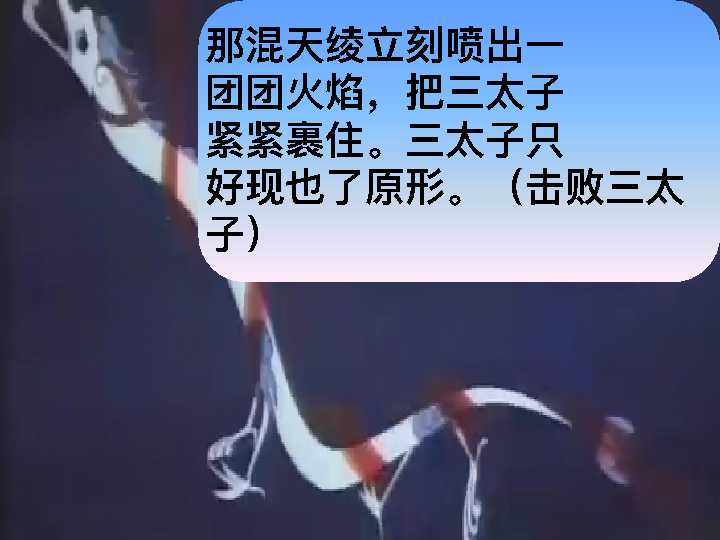 那混天绫立刻喷出一
团团火焰，把三太子
紧紧裹住。三太子只
好现也了原形。（击败三太
子）